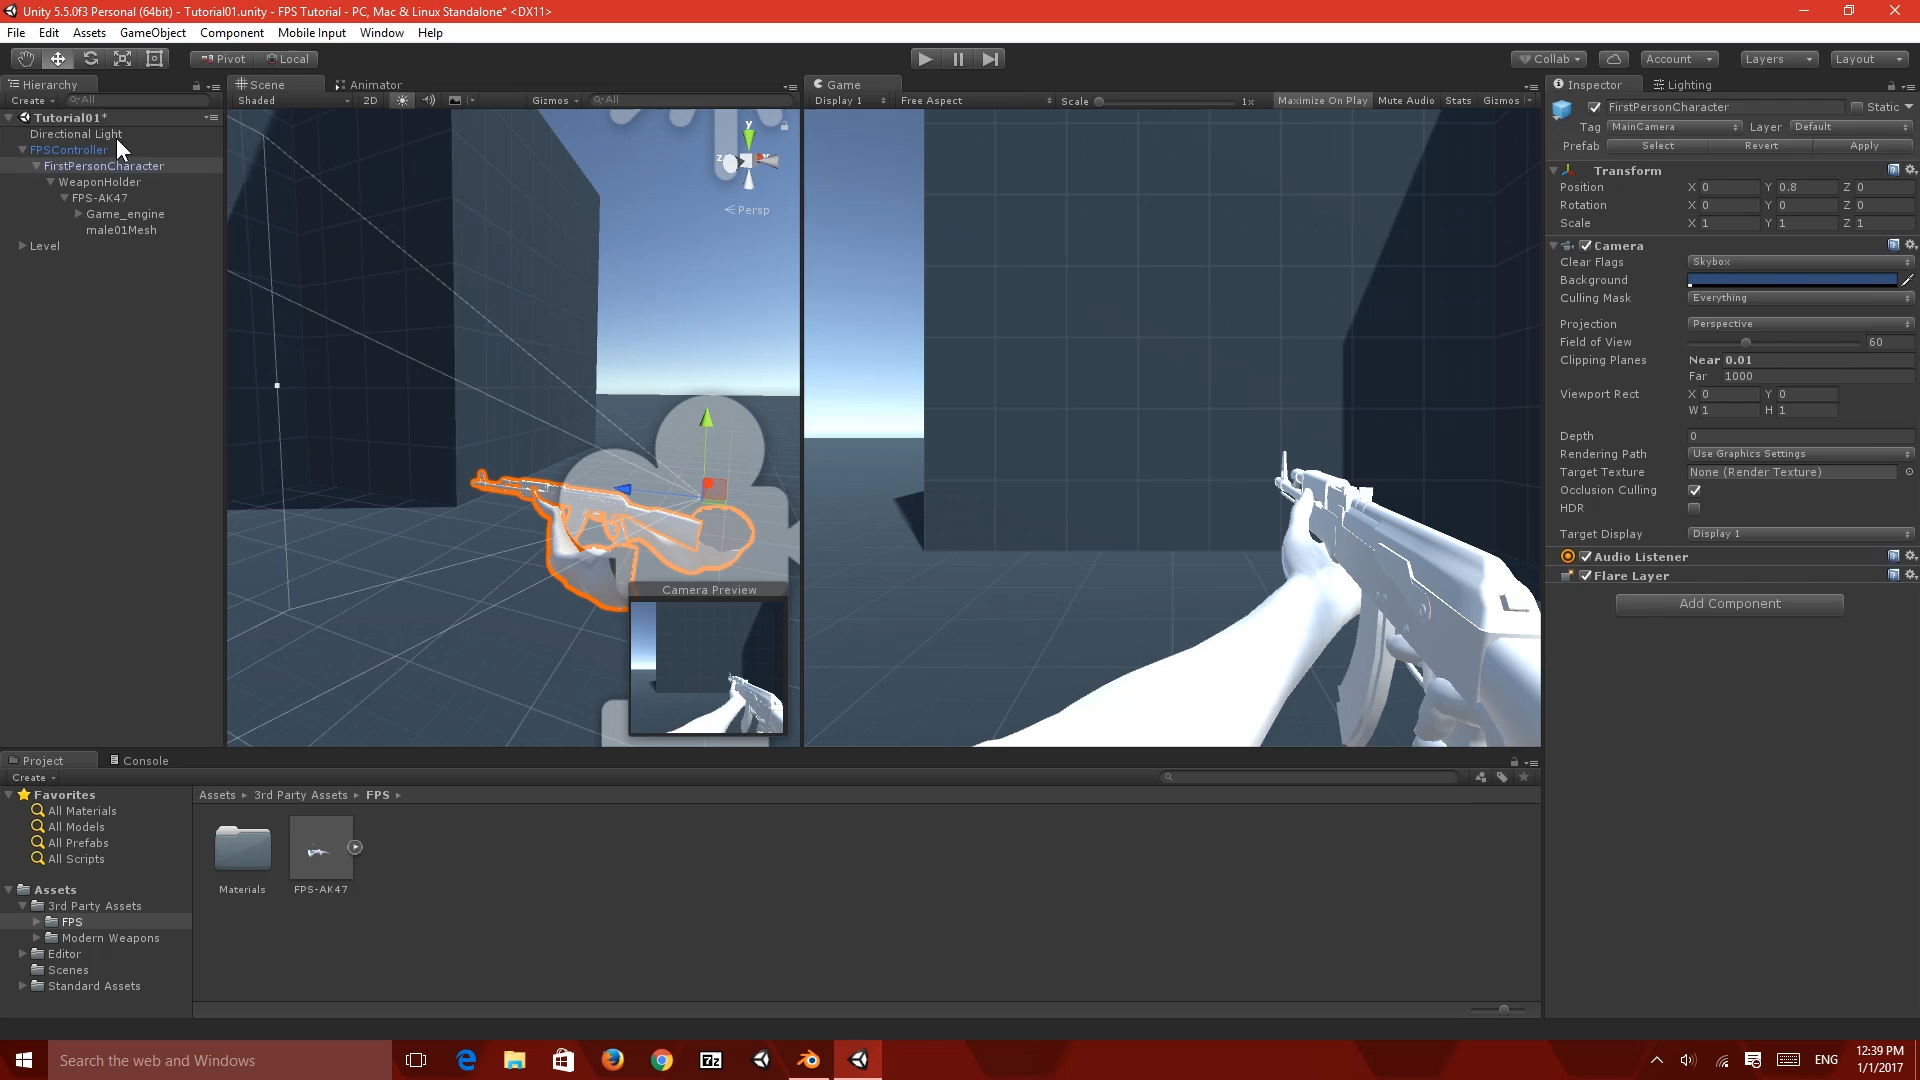 Unity 5.5.0f3 Personal (64bit) - Tutorial01.unity - FPS Tutorial - PC, Mac & Linux Standalone* <DX11>
File Edit Assets GameObject Component Mobile Input Window Help
Pivot Local Collab Account Layers Layout
Hierarchy
Create All
Tutorial01*
Directional Light
FPSController
FirstPersonCharacter
WeaponHolder
FPS-AK47
Game_engine
male01Mesh
Level
Scene Animator
Shaded 2D Gizmos All
y
z x
Persp
Camera Preview
Game
Display 1 Free Aspect Scale 1x Maximize On Play Mute Audio Stats Gizmos
Inspector Lighting
FirstPersonCharacter Static
Tag MainCamera Layer Default
Prefab Select Revert Apply
Transform
Position X 0 Y 0.8 Z 0
Rotation X 0 Y 0 Z 0
Scale X 1 Y 1 Z 1
Camera
Clear Flags Skybox
Background
Culling Mask Everything
Projection Perspective
Field of View 60
Clipping Planes Near 0.01
Far 1000
Viewport Rect X 0 Y 0
W 1 H 1
Depth 0
Rendering Path Use Graphics Settings
Target Texture None (Render Texture)
Occlusion Culling
HDR
Target Display Display 1
Audio Listener
Flare Layer
Add Component
Project Console
Create
Favorites
All Materials
All Models
All Prefabs
All Scripts
Assets
3rd Party Assets
FPS
Modern Weapons
Editor
Scenes
Standard Assets
Assets 3rd Party Assets FPS
Materials FPS-AK47
Search the web and Windows
7z
ENG
12:39 PM
1/1/2017